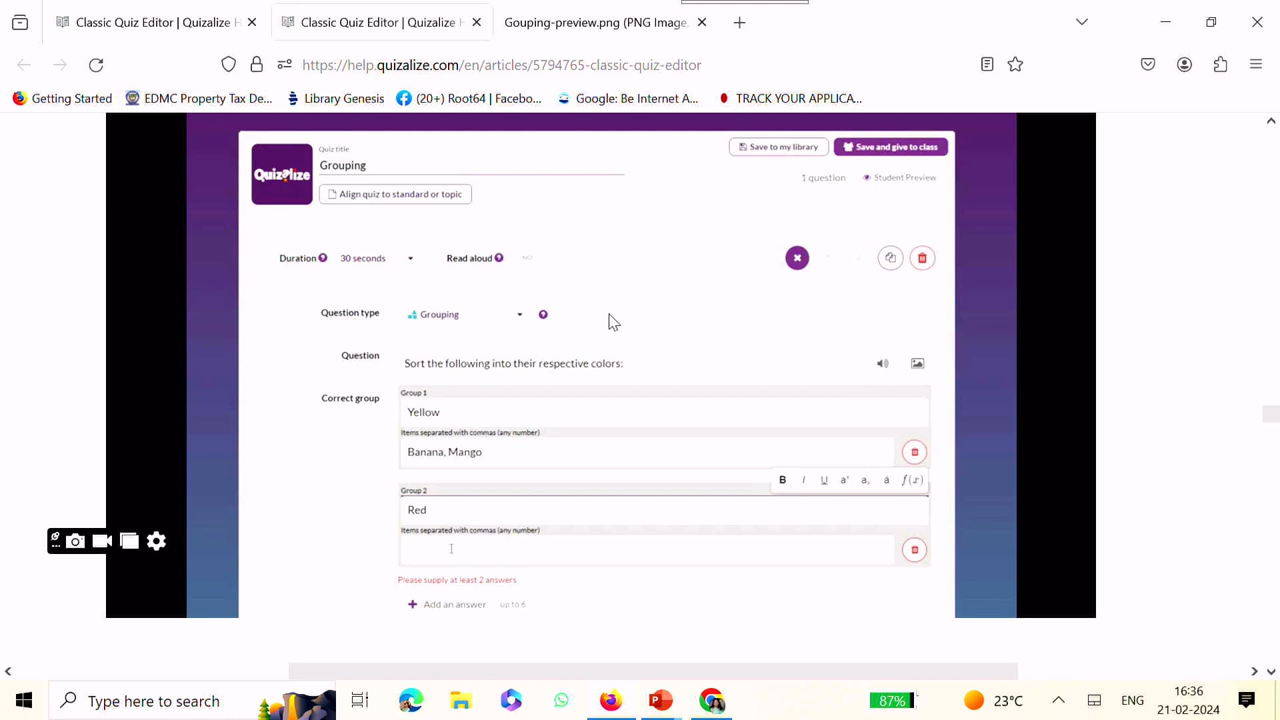 Classic Quiz Editor | Quizalize H
Classic Quiz Editor | Quizalize H
Gouping-preview.png (PNG Image,
https://help.quizalize.com/en/articles/5794765-classic-quiz-editor
Getting Started
EDMC Property Tax De...
Library Genesis
(20+) Root64 | Facebo...
Google: Be Internet A...
TRACK YOUR APPLICA...
Quiz title
Grouping
Save to my library
Save and give to class
Quizalize
1 question
Student Preview
Align quiz to standard or topic
Duration
30 seconds
Read aloud
NO
Question type
Grouping
Question
Sort the following into their respective colors:
Correct group
Group 1
Yellow
Items separated with commas (any number)
Banana, Mango
B I U a' a, ȧ f(x)
Group 2
Red
Items separated with commas (any number)
Please supply at least 2 answers
Add an answer
up to 6
Type here to search
87%
23°C
ENG
16:36
21-02-2024